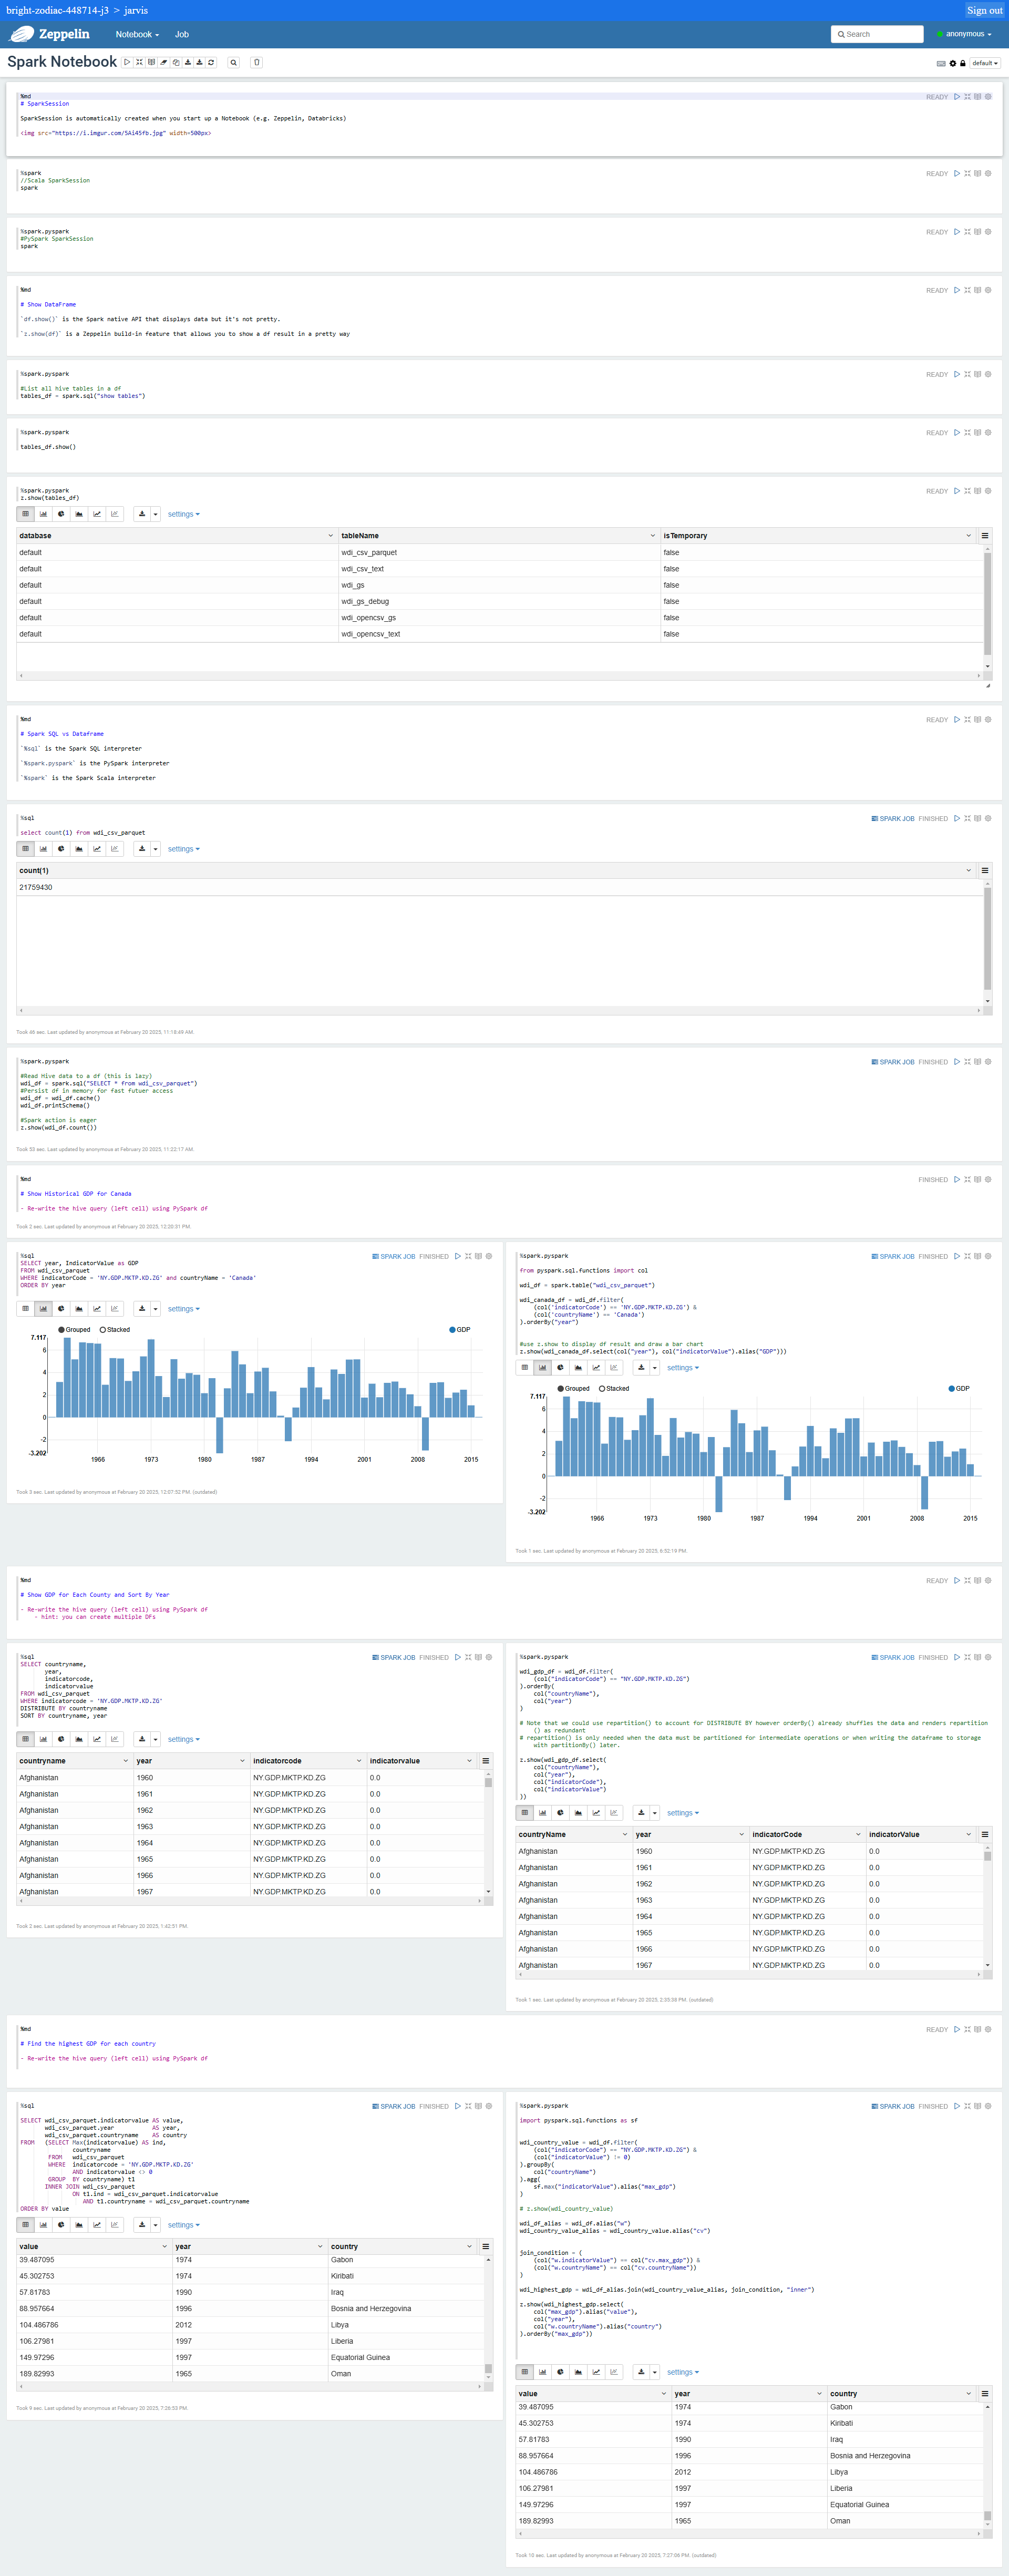 bright-zodiac-448714-j3 > jarvis
Sign out
Zeppelin
Notebook
Job
Search
anonymous
Spark Notebook
default
%md
# SparkSession
SparkSession is automatically created when you start up a Notebook (e.g. Zeppelin, Databricks)
<img src="https://i.imgur.com/5Ai45fb.jpg" width=500px>
READY
%spark
//Scala SparkSession
spark
READY
%spark.pyspark
#PySpark SparkSession
spark
READY
%md
# Show DataFrame
`df.show()` is the Spark native API that displays data but it's not pretty.
`z.show(df)` is a Zeppelin build-in feature that allows you to show a df result in a pretty way
READY
%spark.pyspark
#List all hive tables in a df
tables_df = spark.sql("show tables")
READY
%spark.pyspark
tables_df.show()
READY
%spark.pyspark
z.show(tables_df)
READY
settings
database tableName isTemporary
default wdi_csv_parquet false
default wdi_csv_text false
default wdi_gs false
default wdi_gs_debug false
default wdi_opencsv_gs false
default wdi_opencsv_text false
%md
# Spark SQL vs Dataframe
`%sql` is the Spark SQL interpreter
`%spark.pyspark` is the PySpark interpreter
`%spark` is the Spark Scala interpreter
READY
%sql
select count(1) from wdi_csv_parquet
SPARK JOB FINISHED
settings
count(1)
21759430
Took 46 sec. Last updated by anonymous at February 20 2025, 11:18:49 AM.
%spark.pyspark
#Read Hive data to a df (this is lazy)
wdi_df = spark.sql("SELECT * from wdi_csv_parquet")
#Persist df in memory for fast futuer access
wdi_df = wdi_df.cache()
wdi_df.printSchema()
#Spark action is eager
z.show(wdi_df.count())
SPARK JOB FINISHED
Took 53 sec. Last updated by anonymous at February 20 2025, 11:22:17 AM.
%md
# Show Historical GDP for Canada
- Re-write the hive query (left cell) using PySpark df
FINISHED
Took 2 sec. Last updated by anonymous at February 20 2025, 12:20:31 PM.
%sql
SELECT year, IndicatorValue as GDP
FROM wdi_csv_parquet
WHERE indicatorCode = 'NY.GDP.MKTP.KD.ZG' and countryName = 'Canada'
ORDER BY year
SPARK JOB FINISHED
settings
Grouped Stacked GDP
7.117
6
4
2
0
-2
-3.202
1966 1973 1980 1987 1994 2001 2008 2015
Took 3 sec. Last updated by anonymous at February 20 2025, 12:07:52 PM. (outdated)
%spark.pyspark
from pyspark.sql.functions import col
wdi_df = spark.table("wdi_csv_parquet")
wdi_canada_df = wdi_df.filter(
(col('indicatorCode') == 'NY.GDP.MKTP.KD.ZG') &
(col('countryName') == 'Canada')
).orderBy("year")
#use z.show to display df result and draw a bar chart
z.show(wdi_canada_df.select(col("year"), col("indicatorValue").alias("GDP")))
SPARK JOB FINISHED
settings
Grouped Stacked GDP
7.117
6
4
2
0
-2
-3.202
1966 1973 1980 1987 1994 2001 2008 2015
Took 1 sec. Last updated by anonymous at February 20 2025, 6:52:19 PM.
%md
# Show GDP for Each County and Sort By Year
- Re-write the hive query (left cell) using PySpark df
- hint: you can create multiple DFs
READY
%sql
SELECT countryname,
year,
indicatorcode,
indicatorvalue
FROM wdi_csv_parquet
WHERE indicatorcode = 'NY.GDP.MKTP.KD.ZG'
DISTRIBUTE BY countryname
SORT BY countryname, year
SPARK JOB FINISHED
settings
countryname year indicatorcode indicatorvalue
Afghanistan 1960 NY.GDP.MKTP.KD.ZG 0.0
Afghanistan 1961 NY.GDP.MKTP.KD.ZG 0.0
Afghanistan 1962 NY.GDP.MKTP.KD.ZG 0.0
Afghanistan 1963 NY.GDP.MKTP.KD.ZG 0.0
Afghanistan 1964 NY.GDP.MKTP.KD.ZG 0.0
Afghanistan 1965 NY.GDP.MKTP.KD.ZG 0.0
Afghanistan 1966 NY.GDP.MKTP.KD.ZG 0.0
Afghanistan 1967 NY.GDP.MKTP.KD.ZG 0.0
Took 2 sec. Last updated by anonymous at February 20 2025, 1:42:51 PM.
%spark.pyspark
wdi_gdp_df = wdi_df.filter(
(col("indicatorCode") == "NY.GDP.MKTP.KD.ZG")
).orderBy(
col("countryName"),
col("year")
)
# Note that we could use repartition() to account for DISTRIBUTE BY however orderBy() already shuffles the data and renders repartition
() as redundant
# repartition() is only needed when the data must be partitioned for intermediate operations or when writing the dataframe to storage
with partitionBy() later.
z.show(wdi_gdp_df.select(
col("countryName"),
col("year"),
col("indicatorCode"),
col("indicatorValue")
))
SPARK JOB FINISHED
settings
countryName year indicatorCode indicatorValue
Afghanistan 1960 NY.GDP.MKTP.KD.ZG 0.0
Afghanistan 1961 NY.GDP.MKTP.KD.ZG 0.0
Afghanistan 1962 NY.GDP.MKTP.KD.ZG 0.0
Afghanistan 1963 NY.GDP.MKTP.KD.ZG 0.0
Afghanistan 1964 NY.GDP.MKTP.KD.ZG 0.0
Afghanistan 1965 NY.GDP.MKTP.KD.ZG 0.0
Afghanistan 1966 NY.GDP.MKTP.KD.ZG 0.0
Afghanistan 1967 NY.GDP.MKTP.KD.ZG 0.0
Took 1 sec. Last updated by anonymous at February 20 2025, 2:35:38 PM. (outdated)
%md
# Find the highest GDP for each country
- Re-write the hive query (left cell) using PySpark df
READY
%sql
SELECT wdi_csv_parquet.indicatorvalue AS value,
wdi_csv_parquet.year AS year,
wdi_csv_parquet.countryname AS country
FROM (SELECT Max(indicatorvalue) AS ind,
countryname
FROM wdi_csv_parquet
WHERE indicatorcode = 'NY.GDP.MKTP.KD.ZG'
AND indicatorvalue <> 0
GROUP BY countryname) t1
INNER JOIN wdi_csv_parquet
ON t1.ind = wdi_csv_parquet.indicatorvalue
AND t1.countryname = wdi_csv_parquet.countryname
ORDER BY value
SPARK JOB FINISHED
settings
value year country
39.487095 1974 Gabon
45.302753 1974 Kiribati
57.81783 1990 Iraq
88.957664 1996 Bosnia and Herzegovina
104.486786 2012 Libya
106.27981 1997 Liberia
149.97296 1997 Equatorial Guinea
189.82993 1965 Oman
Took 9 sec. Last updated by anonymous at February 20 2025, 7:26:53 PM.
%spark.pyspark
import pyspark.sql.functions as sf
wdi_country_value = wdi_df.filter(
(col("indicatorCode") == "NY.GDP.MKTP.KD.ZG") &
(col("indicatorValue") != 0)
).groupBy(
col("countryName")
).agg(
sf.max("indicatorValue").alias("max_gdp")
)
# z.show(wdi_country_value)
wdi_df_alias = wdi_df.alias("w")
wdi_country_value_alias = wdi_country_value.alias("cv")
join_condition = (
(col("w.indicatorValue") == col("cv.max_gdp")) &
(col("w.countryName") == col("cv.countryName"))
)
wdi_highest_gdp = wdi_df_alias.join(wdi_country_value_alias, join_condition, "inner")
z.show(wdi_highest_gdp.select(
col("max_gdp").alias("value"),
col("year"),
col("w.countryName").alias("country")
).orderBy("max_gdp"))
SPARK JOB FINISHED
settings
value year country
39.487095 1974 Gabon
45.302753 1974 Kiribati
57.81783 1990 Iraq
88.957664 1996 Bosnia and Herzegovina
104.486786 2012 Libya
106.27981 1997 Liberia
149.97296 1997 Equatorial Guinea
189.82993 1965 Oman
Took 10 sec. Last updated by anonymous at February 20 2025, 7:27:06 PM. (outdated)